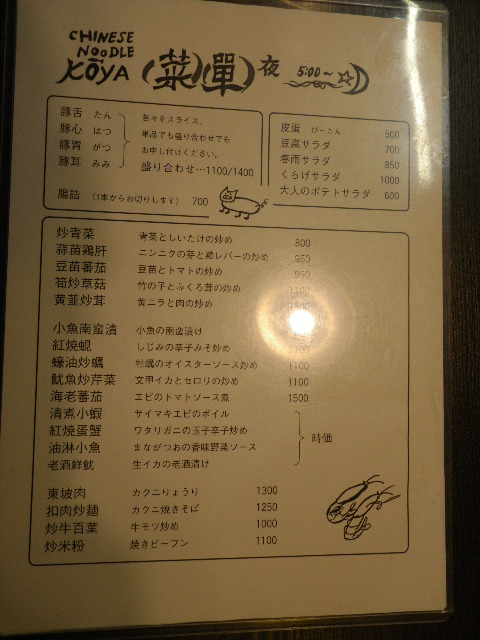 CHINESE
NOODLE
KŌYA (菜) 夜 5:00～
豚舌 たん
豚心 はつ
豚胃 がつ
豚耳 みみ
各々をスライス。
単品でも盛り合わせでも
お申し付けください。
盛り合わせ…1100/1400
腸詰 (1本からお切りします) 700
皮蛋 ぴーたん 500
豆腐サラダ 700
春雨サラダ 850
くらげサラダ 1000
大人のポテトサラダ 600
炒青菜 青菜としいたけの炒め 800
蒜苗鶏肝 ニンニクの芽と鶏レバーの炒め 950
豆苗蕃茄 豆苗とトマトの炒め 950
筍炒草菇 竹の子とふくろ茸の炒め 1100
黄韮炒茸 黄ニラと肉の炒め
小魚南蛮漬 小魚の南蛮漬け
紅焼蜆 しじみの辛子みそ炒め 1100
蠔油炒蠣 牡蠣のオイスターソース炒め 1100
魷魚炒芹菜 文甲イカとセロリの炒め 1100
海老蕃茄 エビのトマトソース煮 1500
清煮小蝦 サイマキエビのボイル
紅焼蛋蟹 ワタリガニの玉子辛子炒め
油淋小魚 まながつおの香味野菜ソース
老酒鮮魷 生イカの老酒漬け
時価
東坡肉 カクニりょうり 1300
扣肉炒麺 カクニ焼きそば 1250
炒牛百葉 牛モツ炒め 1000
炒米粉 焼きビーフン 1100